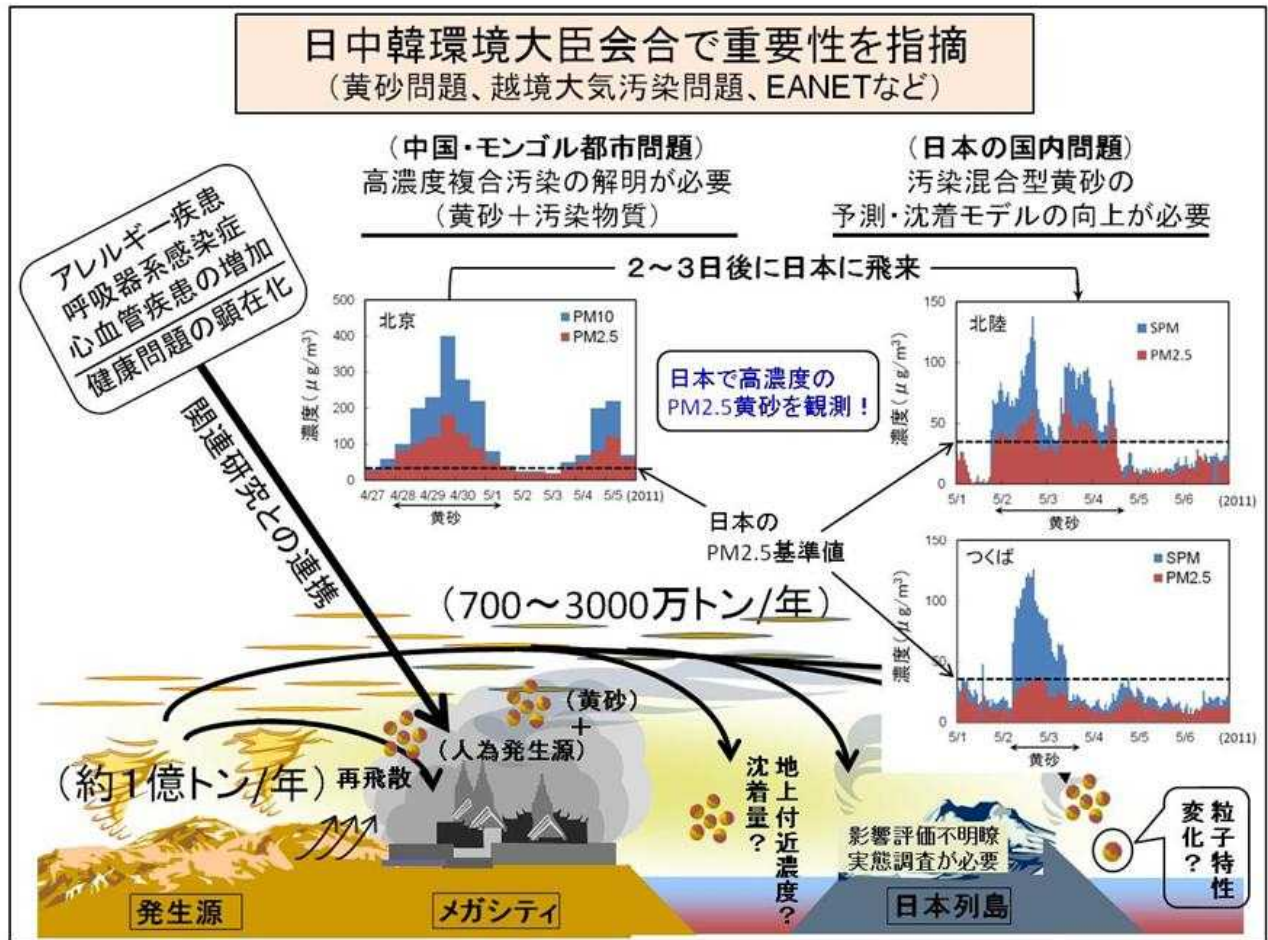 日中韓環境大臣会合で重要性を指摘
（黄砂問題、越境大気汚染問題、EANETなど）
（中国・モンゴル都市問題）
高濃度複合汚染の解明が必要
（黄砂＋汚染物質）
（日本の国内問題）
汚染混合型黄砂の
予測・沈着モデルの向上が必要
アレルギー疾患
呼吸器系感染症
心血管疾患の増加
健康問題の顕在化
関連研究との連携
２～３日後に日本に飛来
北京
PM10
PM2.5
濃度(μg/m³)
500
400
300
200
100
0
4/27 4/28 4/29 4/30 5/1 5/2 5/3 5/4 5/5 (2011)
黄砂
日本で高濃度の
PM2.5黄砂を観測！
北陸
SPM
PM2.5
濃度(μg/m³)
150
100
50
0
5/1 5/2 5/3 5/4 5/5 5/6 (2011)
黄砂
日本の
PM2.5基準値
つくば
SPM
PM2.5
濃度(μg/m³)
150
100
50
0
5/1 5/2 5/3 5/4 5/5 5/6 (2011)
黄砂
（700～3000万トン/年）
（黄砂）
＋
（人為発生源）
（約1億トン/年）
再飛散
地上付近濃度？
沈着量？
影響評価不明瞭
実態調査が必要
粒子特性
変化？
発生源
メガシティ
日本列島